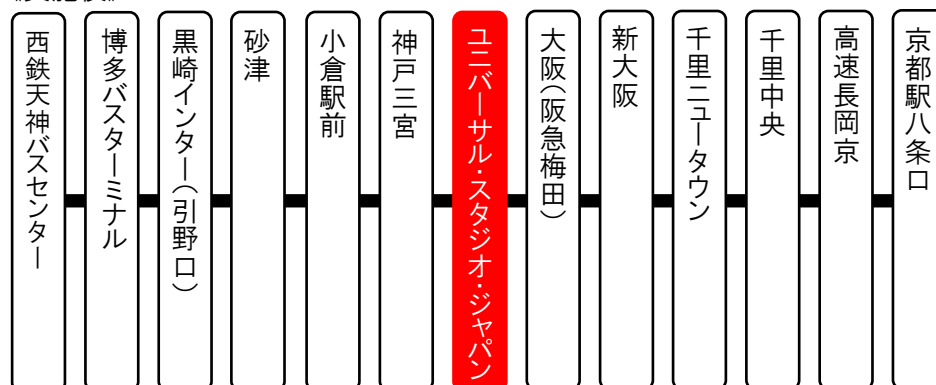 西鉄天神バスセンター
博多バスターミナル
黒崎インター(引野口)
砂津
小倉駅前
神戸三宮
ユニバーサル・スタジオ・ジャパン
大阪(阪急梅田)
新大阪
千里ニュータウン
千里中央
高速長岡京
京都駅八条口